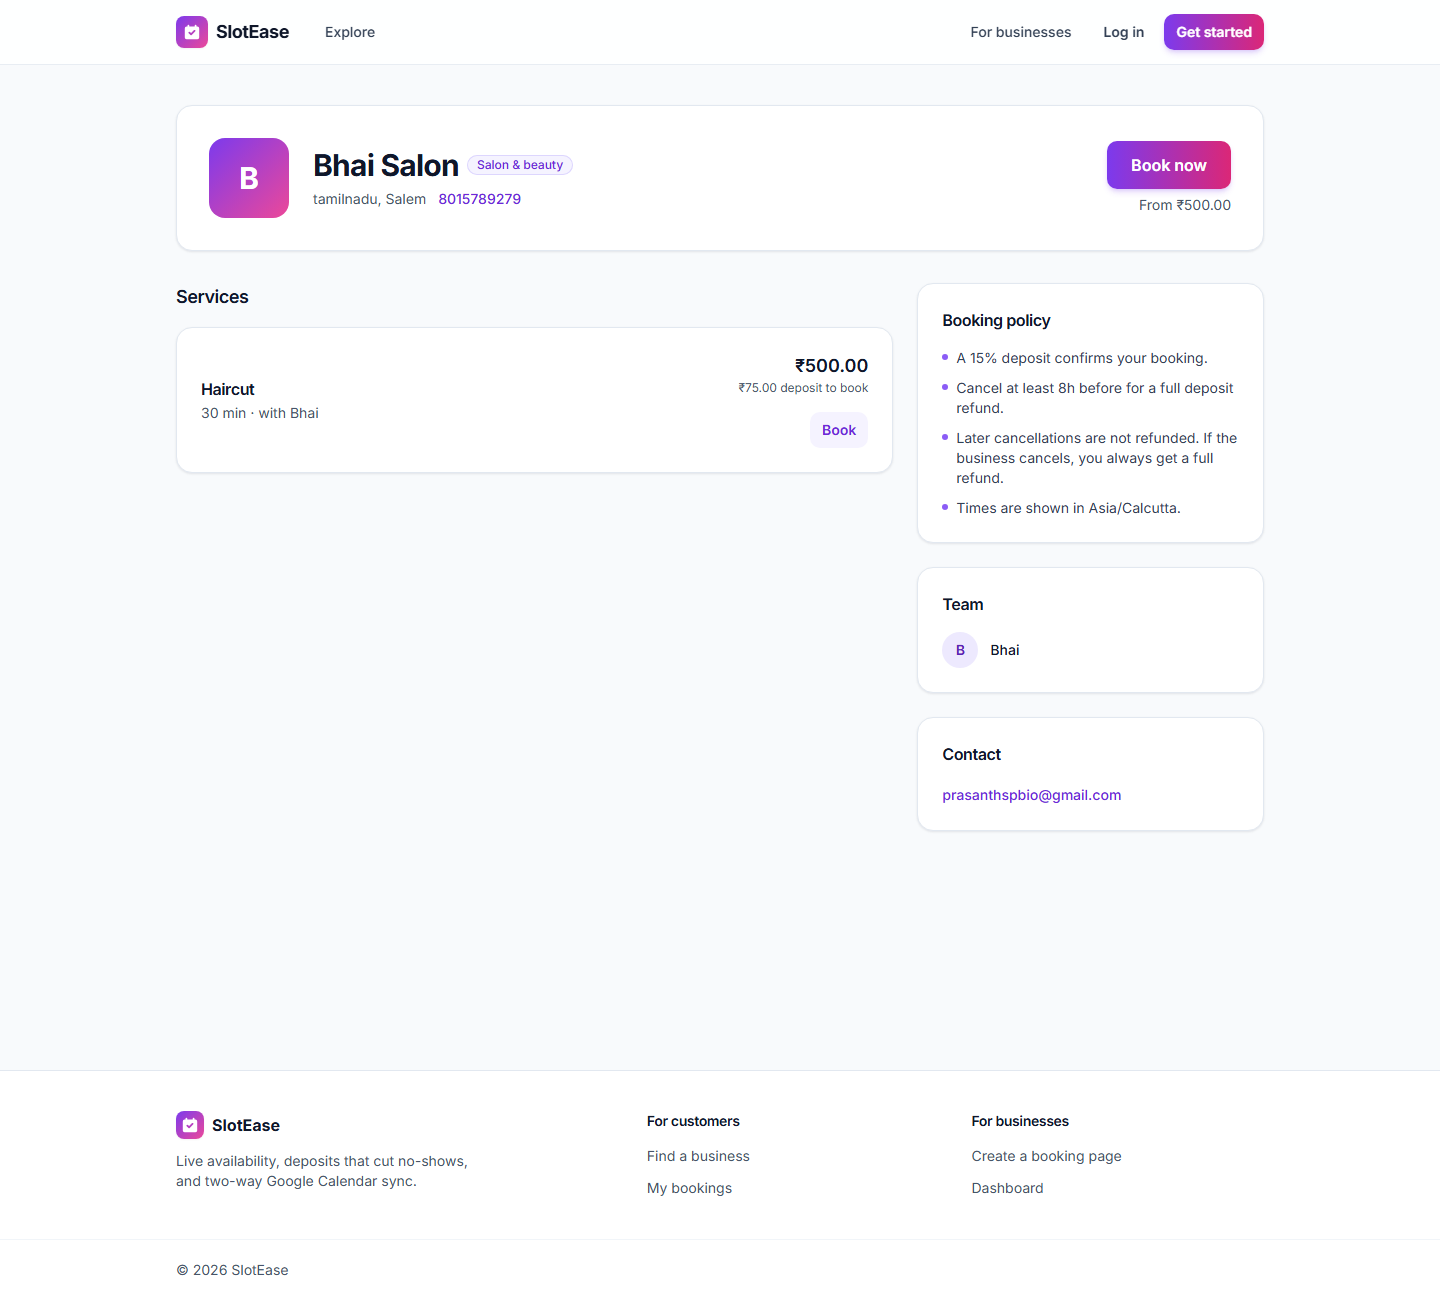 SlotEase
Explore
For businesses
Log in
Get started
B
Bhai Salon
Salon & beauty
tamilnadu, Salem 8015789279
Book now
From ₹500.00
Services
Haircut
30 min · with Bhai
₹500.00
₹75.00 deposit to book
Book
Booking policy
A 15% deposit confirms your booking.
Cancel at least 8h before for a full deposit
refund.
Later cancellations are not refunded. If the
business cancels, you always get a full
refund.
Times are shown in Asia/Calcutta.
Team
B
Bhai
Contact
prasanthspbio@gmail.com
SlotEase
Live availability, deposits that cut no-shows,
and two-way Google Calendar sync.
For customers
Find a business
My bookings
For businesses
Create a booking page
Dashboard
© 2026 SlotEase